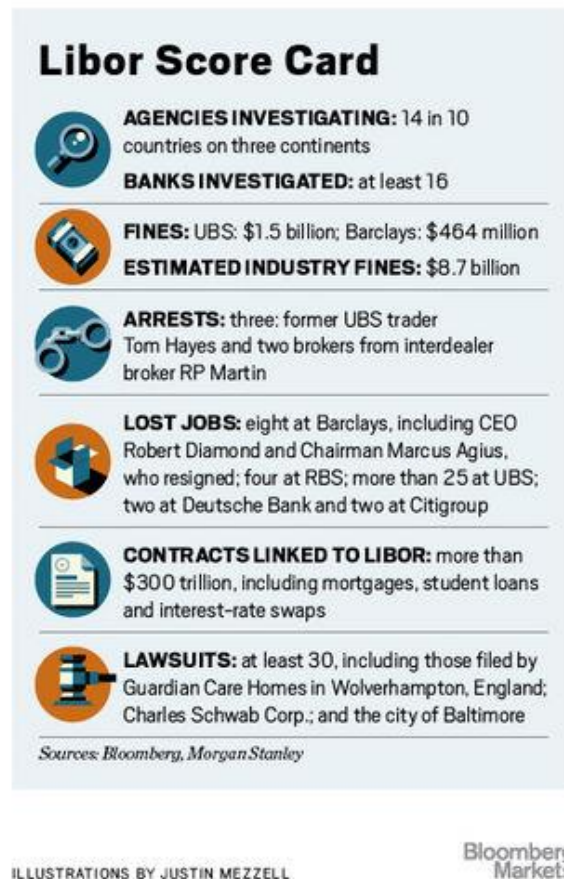 Libor Score Card
AGENCIES INVESTIGATING: 14 in 10
countries on three continents
BANKS INVESTIGATED: at least 16
FINES: UBS: $1.5 billion; Barclays: $464 million
ESTIMATED INDUSTRY FINES: $8.7 billion
ARRESTS: three: former UBS trader
Tom Hayes and two brokers from interdealer
broker RP Martin
LOST JOBS: eight at Barclays, including CEO
Robert Diamond and Chairman Marcus Agius,
who resigned; four at RBS; more than 25 at UBS;
two at Deutsche Bank and two at Citigroup
CONTRACTS LINKED TO LIBOR: more than
$300 trillion, including mortgages, student loans
and interest-rate swaps
LAWSUITS: at least 30, including those filed by
Guardian Care Homes in Wolverhampton, England;
Charles Schwab Corp.; and the city of Baltimore
Sources: Bloomberg, Morgan Stanley
ILLUSTRATIONS BY JUSTIN MEZZELL
Bloomberg
Markets